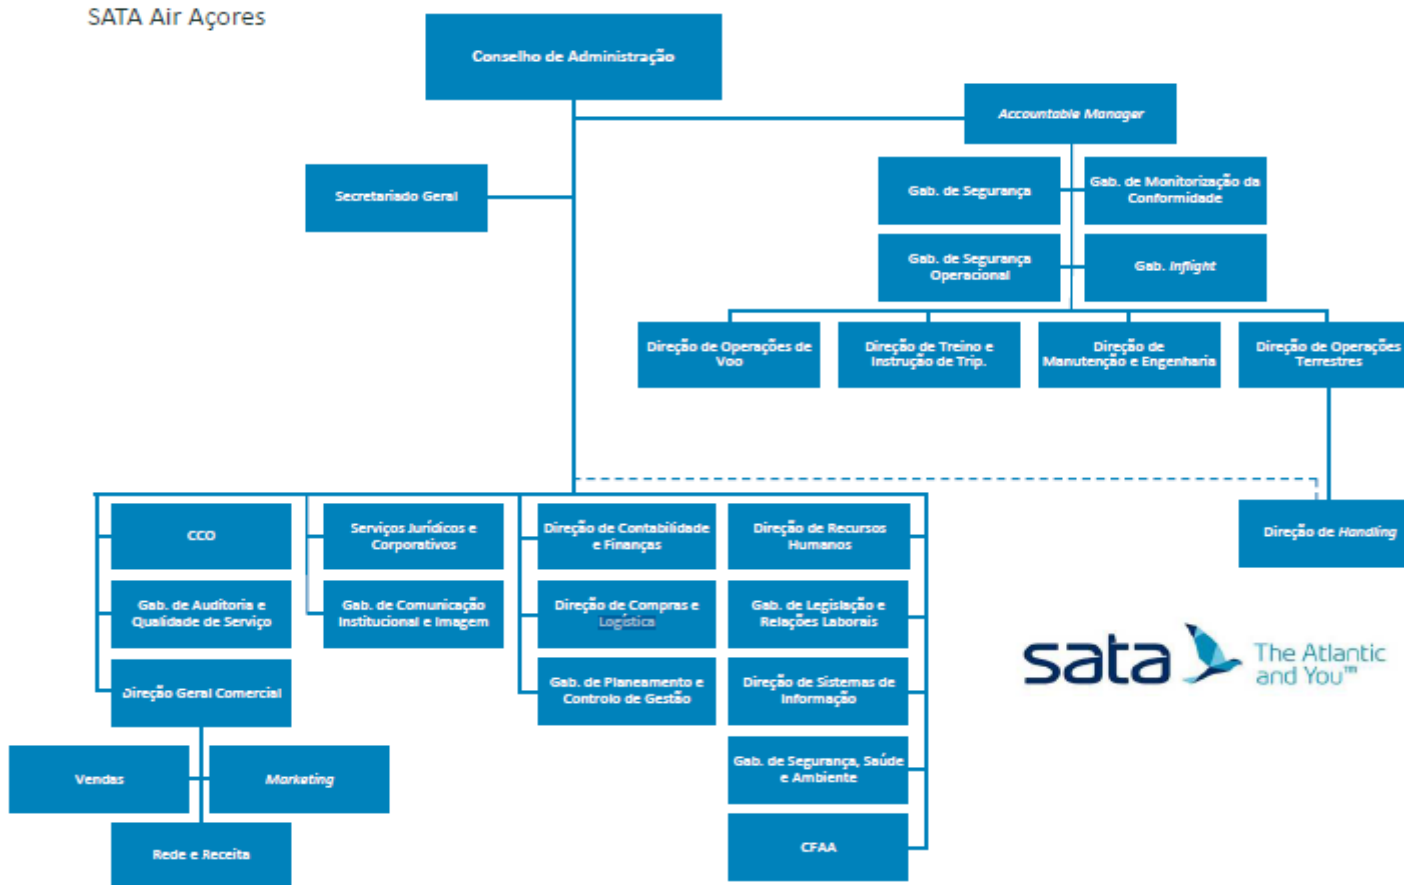 SATA Air Açores
Conselho de Administração
Accountable Manager
Secretariado Geral
Gab. de Segurança
Gab. de Monitorização da
Conformidade
Gab. de Segurança
Operacional
Gab. Inflight
Direção de Operações de
Voo
Direção de Treino e
Instrução de Trip.
Direção de
Manutenção e Engenharia
Direção de Operações
Terrestres
Direção de Handling
CCO
Serviços Jurídicos e
Corporativos
Direção de Contabilidade
e Finanças
Direção de Recursos
Humanos
Gab. de Auditoria e
Qualidade de Serviço
Gab. de Comunicação
Institucional e Imagem
Direção de Compras e
Logística
Gab. de Legislação e
Relações Laborais
Direção Geral Comercial
Gab. de Planeamento e
Controlo de Gestão
Direção de Sistemas de
Informação
Vendas
Marketing
Gab. de Segurança, Saúde
e Ambiente
Rede e Receita
CFAA
sata
The Atlantic
and You™